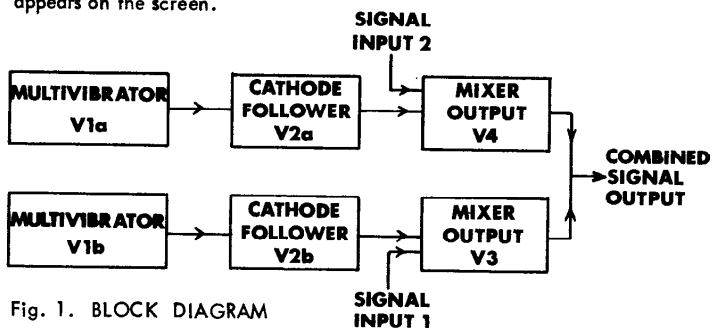 appears on the screen.
SIGNAL
INPUT 2
MULTIVIBRATOR
V1a
CATHODE
FOLLOWER
V2a
MIXER
OUTPUT
V4
COMBINED
SIGNAL
OUTPUT
MULTIVIBRATOR
V1b
CATHODE
FOLLOWER
V2b
MIXER
OUTPUT
V3
SIGNAL
INPUT 1
Fig. 1. BLOCK DIAGRAM